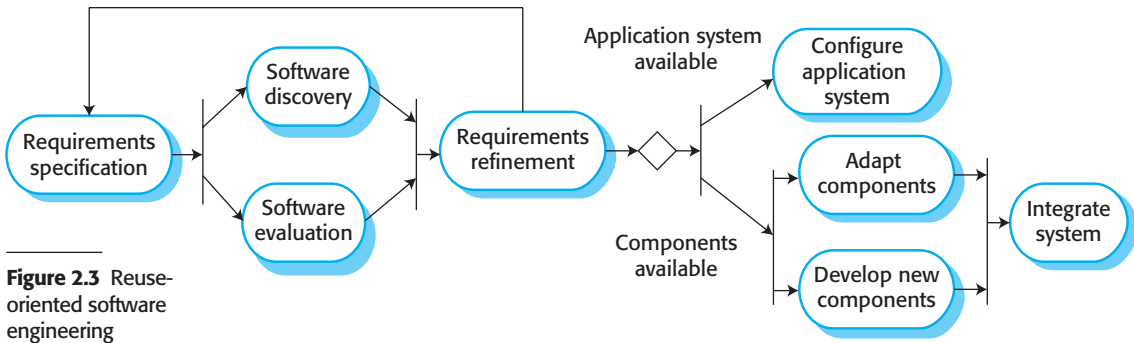 Requirements
specification
Software
discovery
Software
evaluation
Requirements
refinement
Application system
available
Configure
application
system
Components
available
Adapt
components
Develop new
components
Integrate
system
Figure 2.3 Reuse-
oriented software
engineering